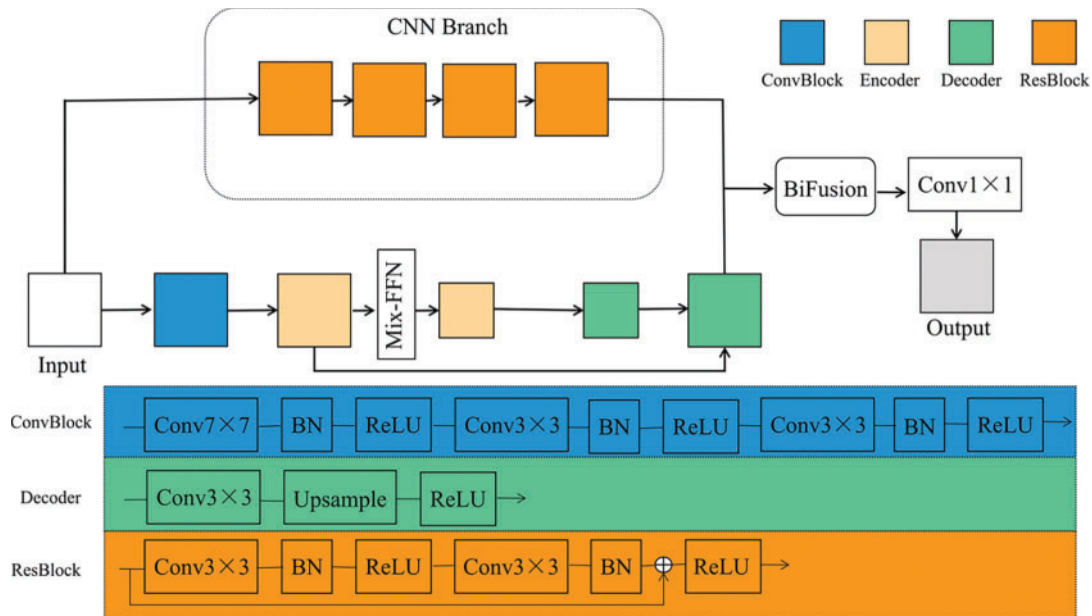 CNN Branch
ConvBlock
Encoder
Decoder
ResBlock
BiFusion
Conv1×1
Mix-FFN
Input
Output
ConvBlock
Conv7×7 BN ReLU Conv3×3 BN ReLU Conv3×3 BN ReLU
Decoder
Conv3×3 Upsample ReLU
ResBlock
Conv3×3 BN ReLU Conv3×3 BN ⊕ ReLU